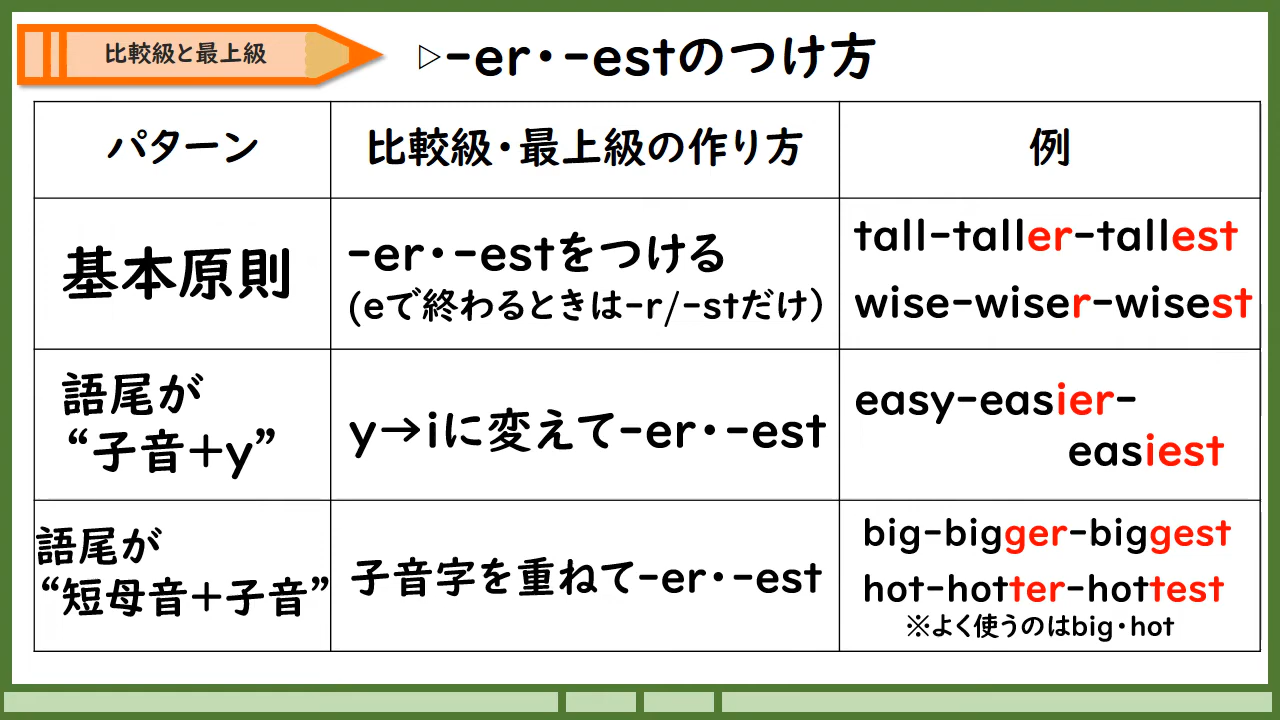 比較級と最上級
▷-er・-estのつけ方
パターン
比較級・最上級の作り方
例
基本原則
-er・-estをつける
(eで終わるときは-r/-stだけ)
tall-taller-tallest
wise-wiser-wisest
語尾が
“子音+y”
y→iに変えて-er・-est
easy-easier-
easiest
語尾が
“短母音+子音”
子音字を重ねて-er・-est
big-bigger-biggest
hot-hotter-hottest
※よく使うのはbig・hot